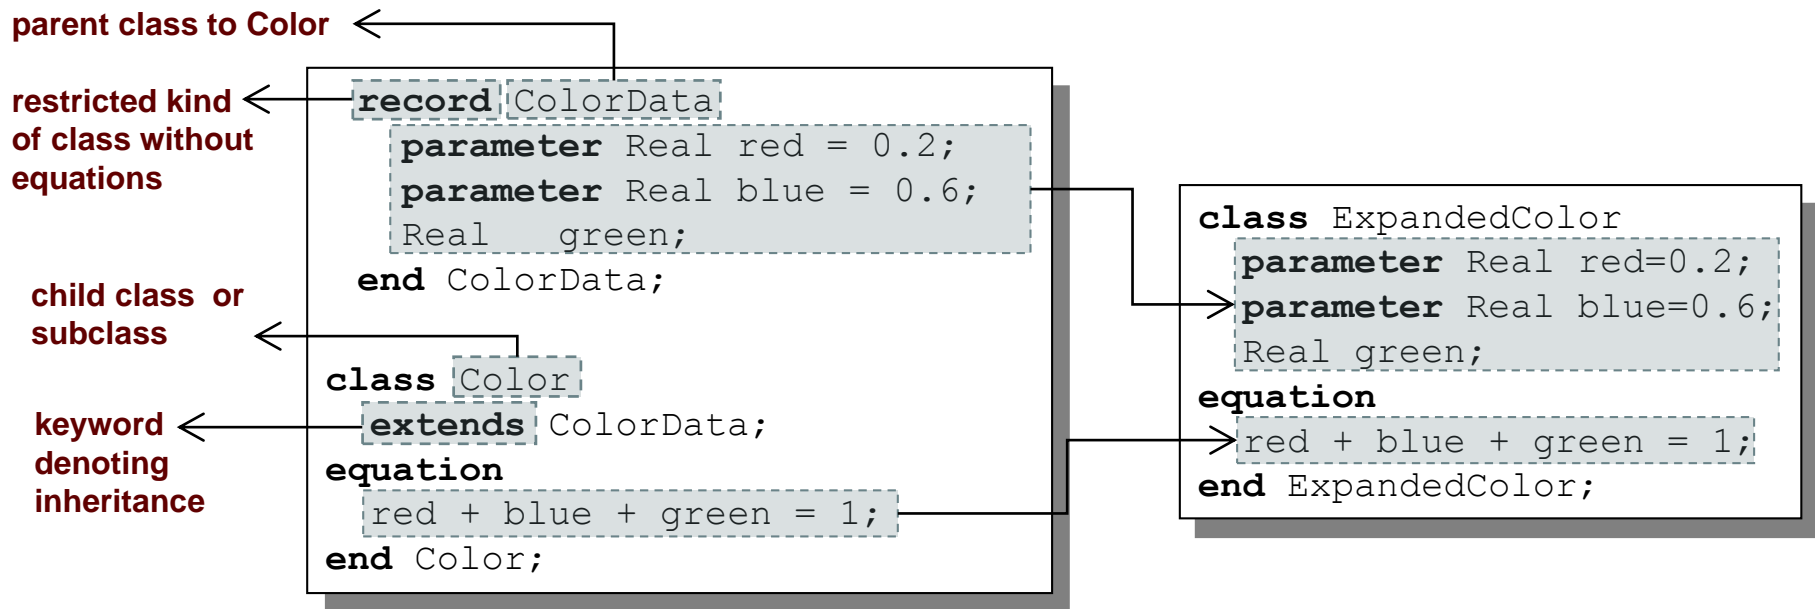 parent class to Color
restricted kind
of class without
equations
child class or
subclass
keyword
denoting
inheritance
record ColorData
parameter Real red = 0.2;
parameter Real blue = 0.6;
Real green;
end ColorData;
class Color
extends ColorData;
equation
red + blue + green = 1;
end Color;
class ExpandedColor
parameter Real red=0.2;
parameter Real blue=0.6;
Real green;
equation
red + blue + green = 1;
end ExpandedColor;